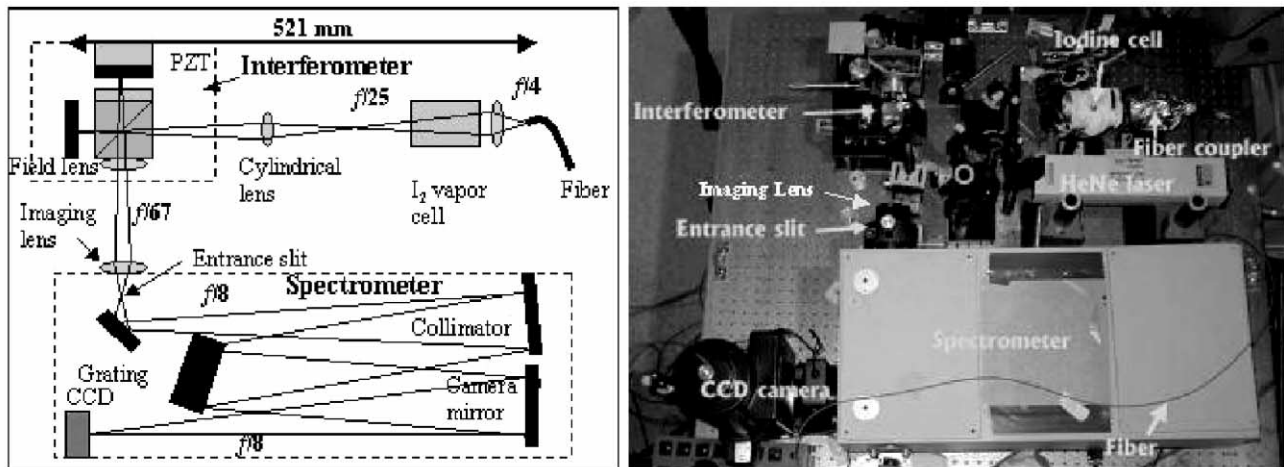 521 mm
PZT
Interferometer
f/25
f/4
Field lens
Cylindrical
lens
I₂ vapor
cell
Fiber
f/67
Imaging
lens
Entrance slit
f/8
Spectrometer
Collimator
Grating
CCD
Camera
mirror
f/8
Iodine cell
Interferometer
Fiber coupler
HeNe laser
Imaging Lens
Entrance slit
Spectrometer
CCD camera
Fiber